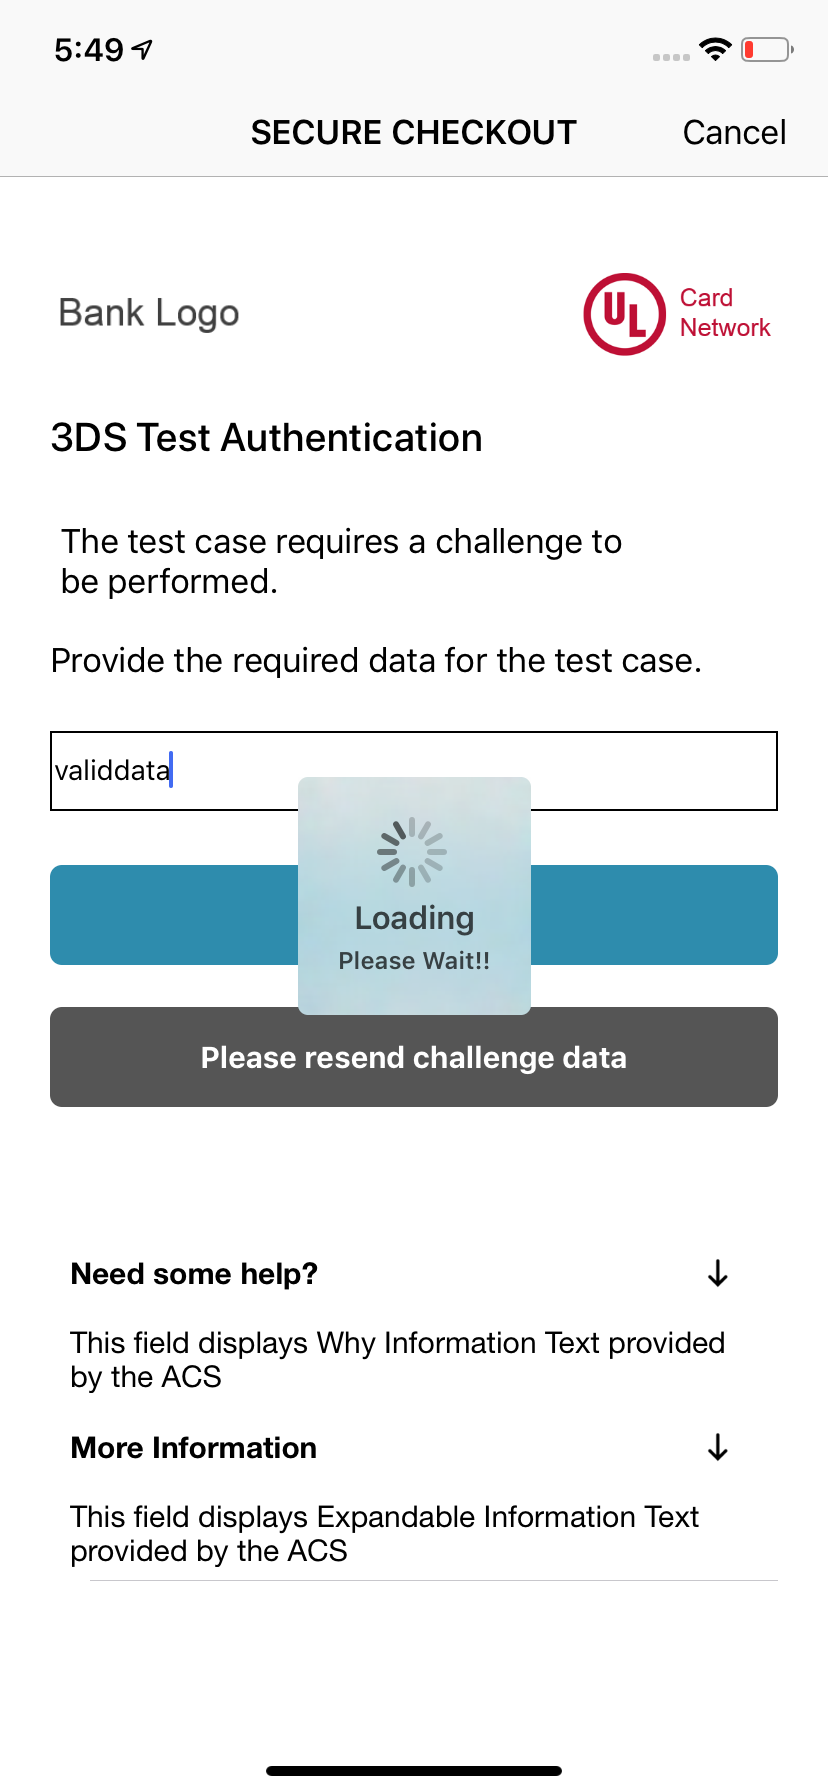 5:49
SECURE CHECKOUT
Cancel
Bank Logo
UL
Card
Network
3DS Test Authentication
The test case requires a challenge to
be performed.
Provide the required data for the test case.
validdata
Loading
Please Wait!!
Please resend challenge data
Need some help?
This field displays Why Information Text provided
by the ACS
More Information
This field displays Expandable Information Text
provided by the ACS